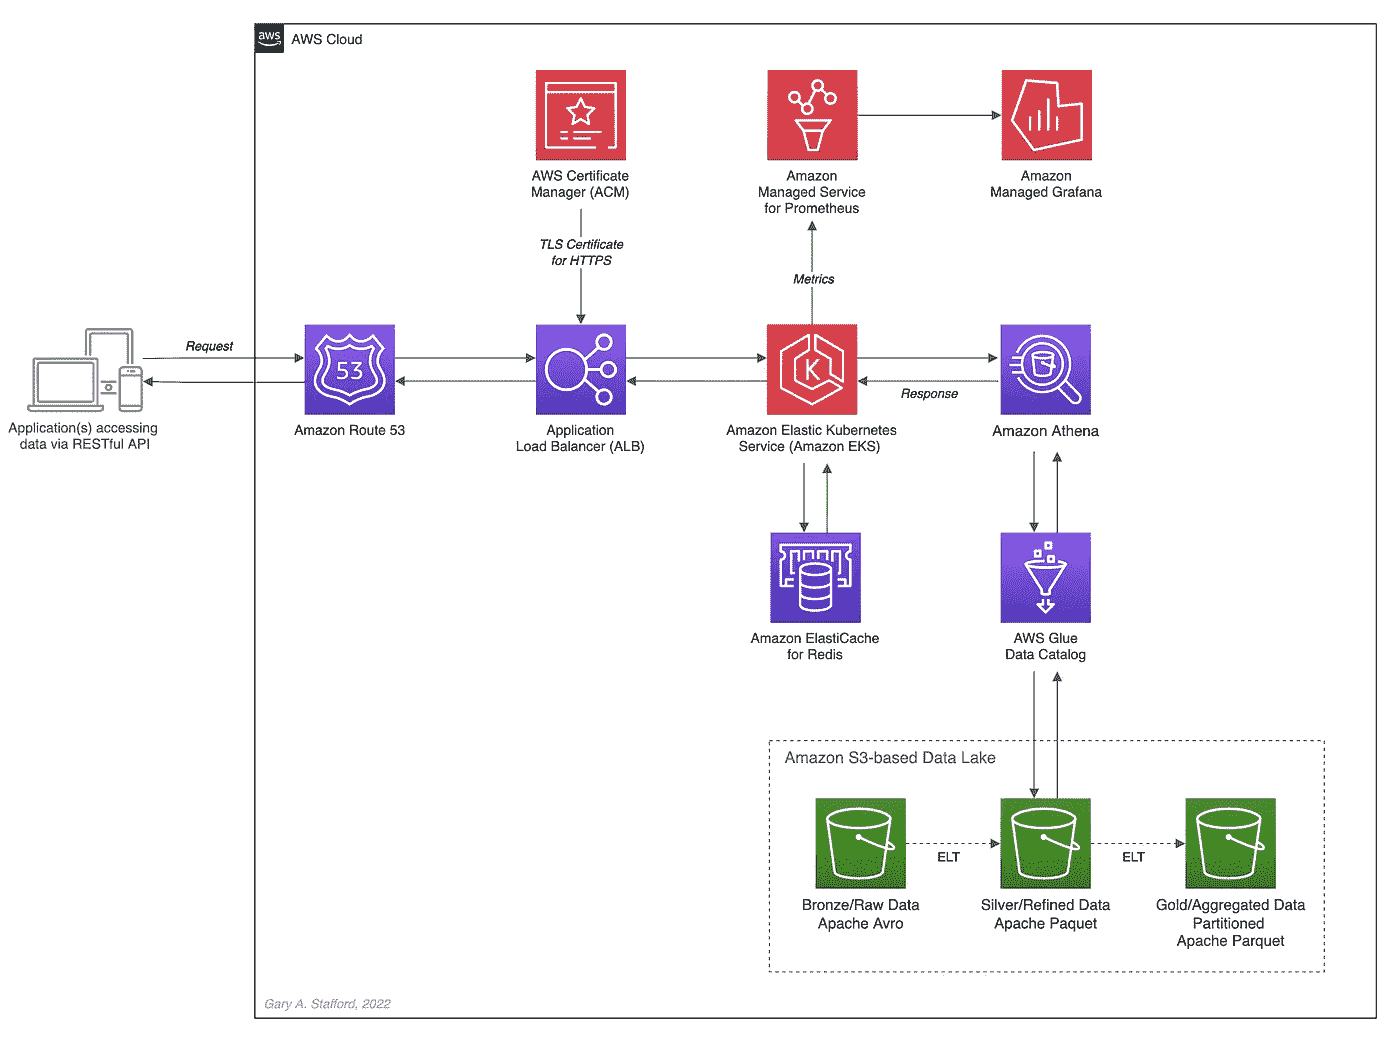 aws
AWS Cloud
AWS Certificate
Manager (ACM)
Amazon
Managed Service
for Prometheus
Amazon
Managed Grafana
TLS Certificate
for HTTPS
Metrics
Request
53
K
Response
Application(s) accessing
data via RESTful API
Amazon Route 53
Application
Load Balancer (ALB)
Amazon Elastic Kubernetes
Service (Amazon EKS)
Amazon Athena
Amazon ElastiCache
for Redis
AWS Glue
Data Catalog
Amazon S3-based Data Lake
ELT
ELT
Bronze/Raw Data
Apache Avro
Silver/Refined Data
Apache Paquet
Gold/Aggregated Data
Partitioned
Apache Parquet
Gary A. Stafford, 2022